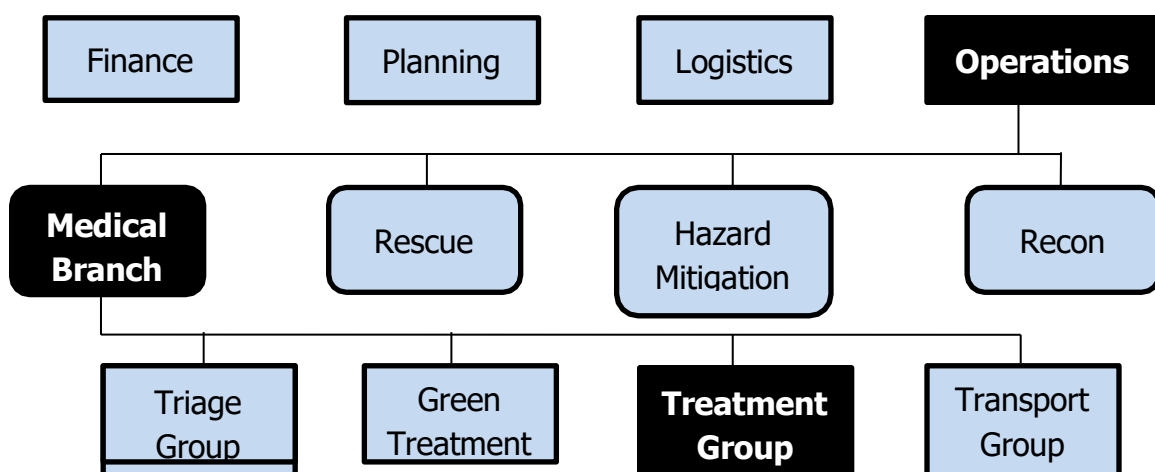 Finance
Planning
Logistics
Operations
Medical
Branch
Rescue
Hazard
Mitigation
Recon
Triage
Group
Green
Treatment
Treatment
Group
Transport
Group